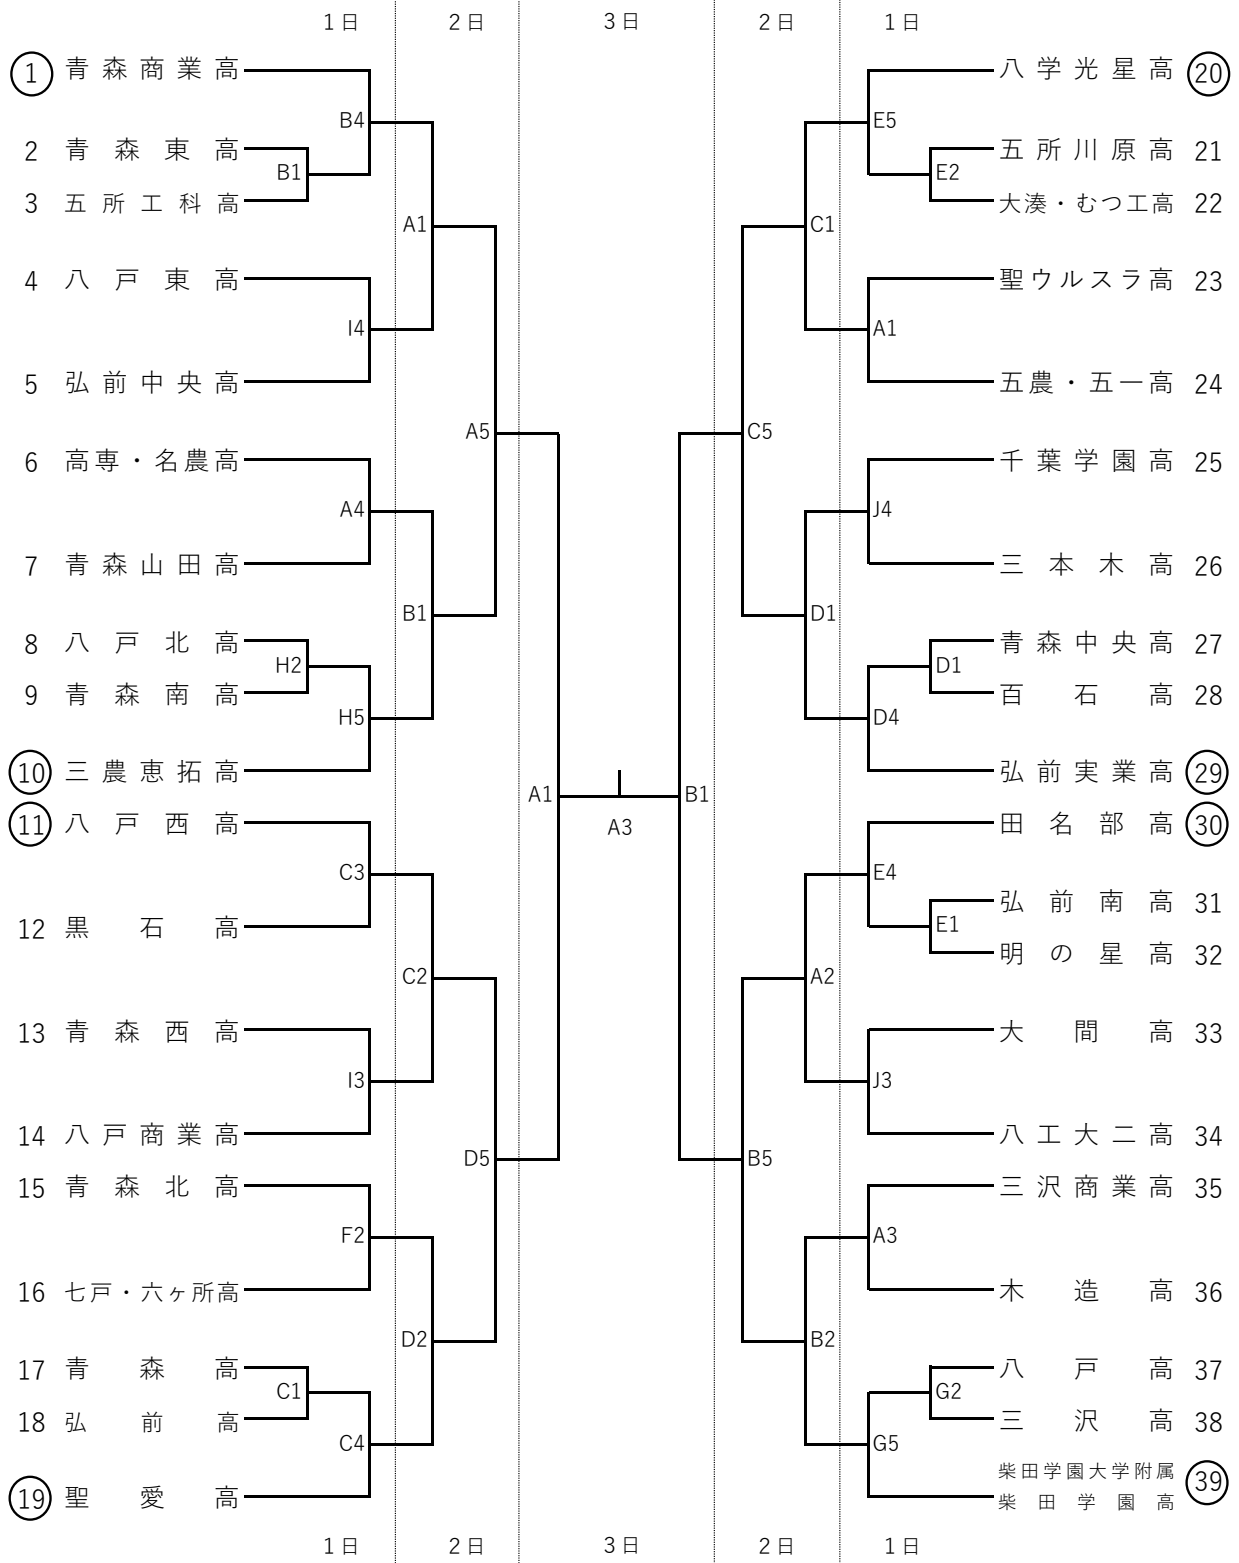 1日 2日 3日 2日 1日
① 青森商業高
B4
2 青森東高
B1
3 五所工科高
A1
4 八戸東高
I4
5 弘前中央高
A5
6 高専・名農高
A4
7 青森山田高
B1
8 八戸北高
H2
9 青森南高
H5
⑩ 三農恵拓高
A1
⑪ 八戸西高
C3
12 黒石高
C2
13 青森西高
I3
14 八戸商業高
D5
15 青森北高
F2
16 七戸・六ヶ所高
D2
17 青森高
C1
18 弘前高
C4
⑲ 聖愛高
A3
八学光星高 ⑳
E5
五所川原高 21
E2
大湊・むつ工高 22
C1
聖ウルスラ高 23
A1
五農・五一高 24
C5
千葉学園高 25
J4
三本木高 26
D1
青森中央高 27
D1
百石高 28
D4
弘前実業高 ㉙
B1
田名部高 ㉚
E4
弘前南高 31
E1
明の星高 32
A2
大間高 33
J3
八工大二高 34
B5
三沢商業高 35
A3
木造高 36
B2
八戸高 37
G2
三沢高 38
G5
柴田学園大学附属
柴田学園高 ㊴
1日 2日 3日 2日 1日